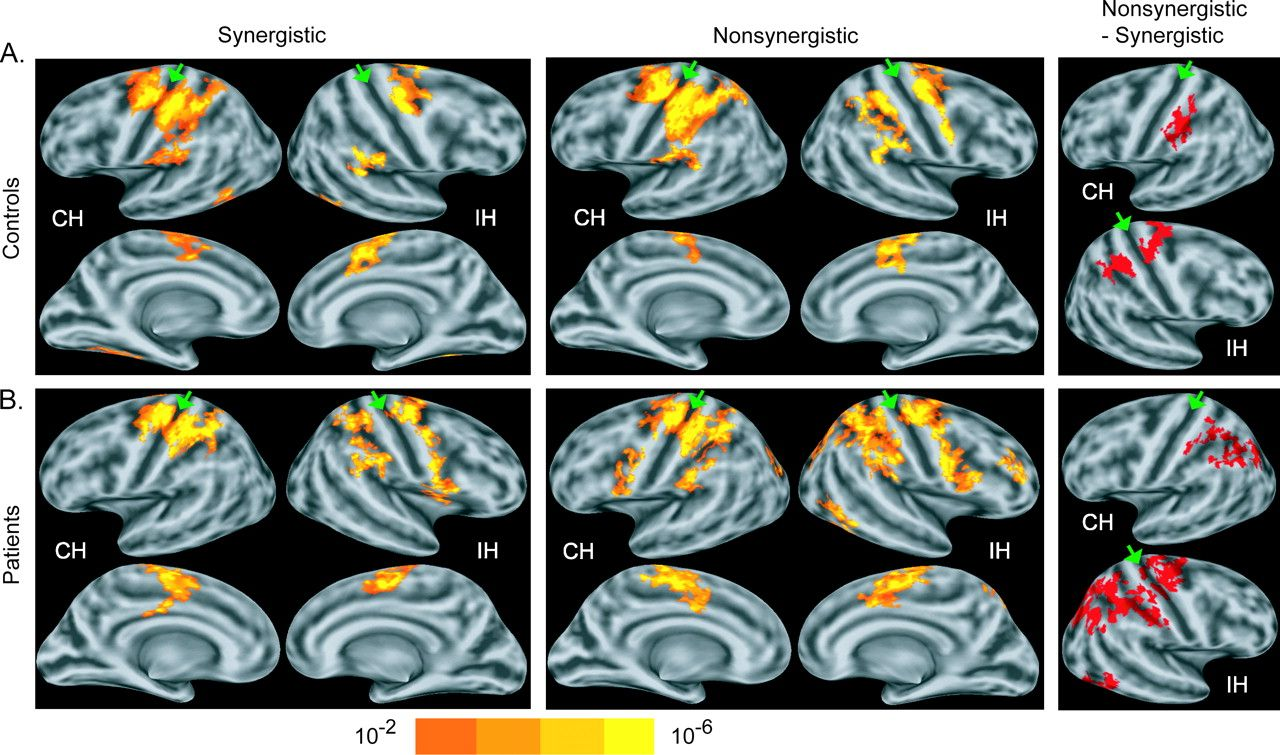 Synergistic
Nonsynergistic
Nonsynergistic
- Synergistic
A.
Controls
CH
IH
CH
IH
CH
IH
B.
Patients
CH
IH
CH
IH
CH
IH
10-2
10-6